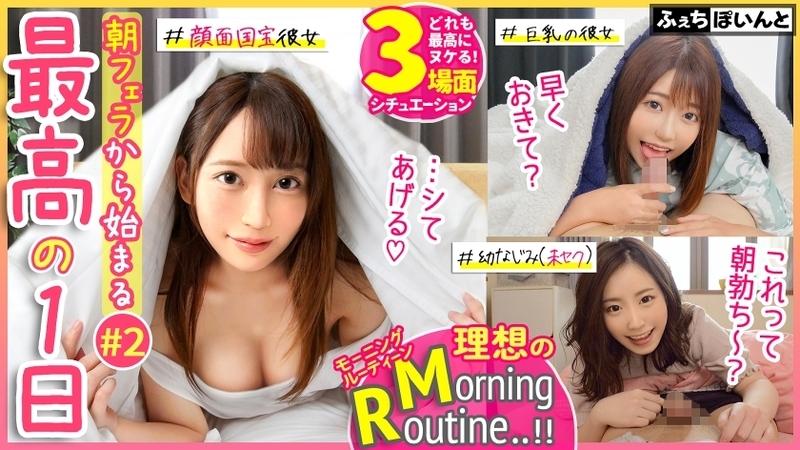 最高の1日
朝フェラから始まる
#2
#顔面国宝彼女
…シて
あげる♡
どれも
最高に
ヌケる!
3場面
シチュエーション
#巨乳の彼女
ふぇちぽいんと
早く
おきて?
#幼なじみ(未セク)
これって
朝勃ち〜?
理想の
モーニング
ルーティーン
Morning
Routine..!!